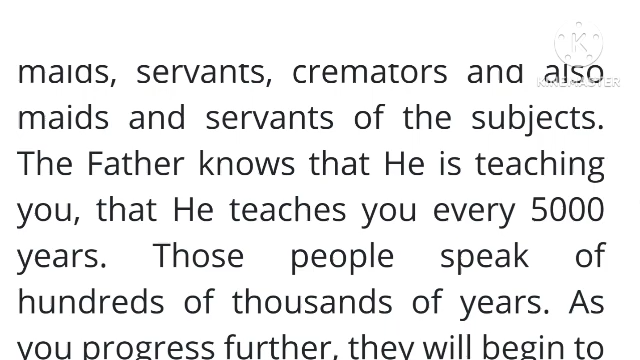 maids, servants, cremators and also
maids and servants of the subjects.
The Father knows that He is teaching
you, that He teaches you every 5000
years. Those people speak of
hundreds of thousands of years. As
you progress further, they will begin to
KINEMASTER